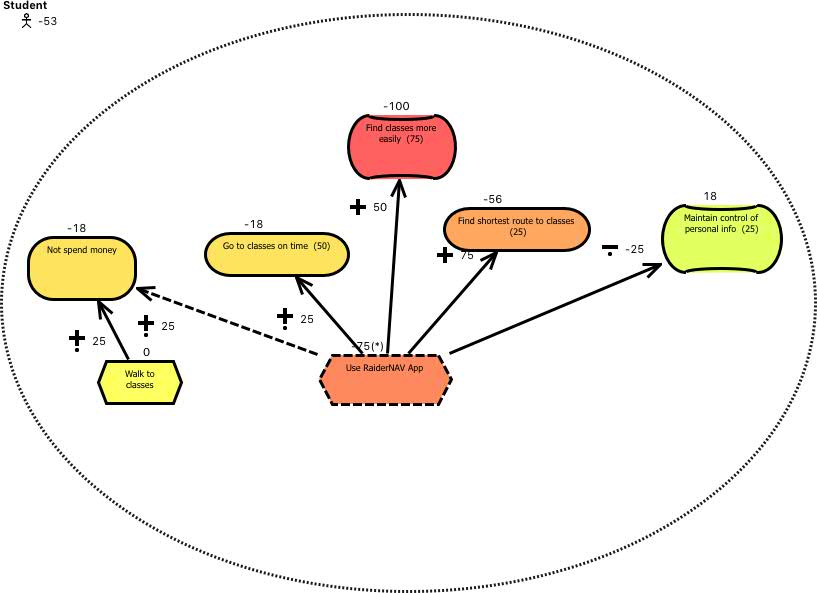 Student
-53
-100
Find classes more
easily (75)
50
-18
Not spend money
-18
Go to classes on time (50)
-56
Find shortest route to classes
(25)
75
18
Maintain control of
personal info (25)
-25
25
25
25
0
Walk to
classes
-75(*)
Use RaiderNAV App